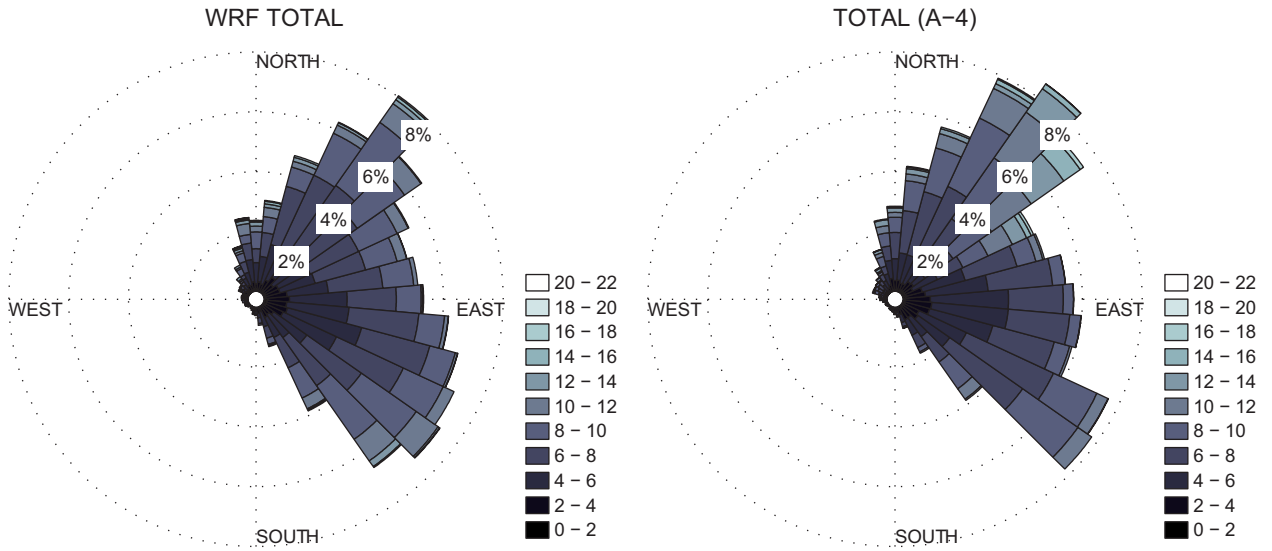 WRF TOTAL
NORTH
8%
6%
4%
2%
WEST
EAST
SOUTH
20 − 22
18 − 20
16 − 18
14 − 16
12 − 14
10 − 12
8 − 10
6 − 8
4 − 6
2 − 4
0 − 2
TOTAL (A−4)
NORTH
8%
6%
4%
2%
WEST
EAST
SOUTH
20 − 22
18 − 20
16 − 18
14 − 16
12 − 14
10 − 12
8 − 10
6 − 8
4 − 6
2 − 4
0 − 2